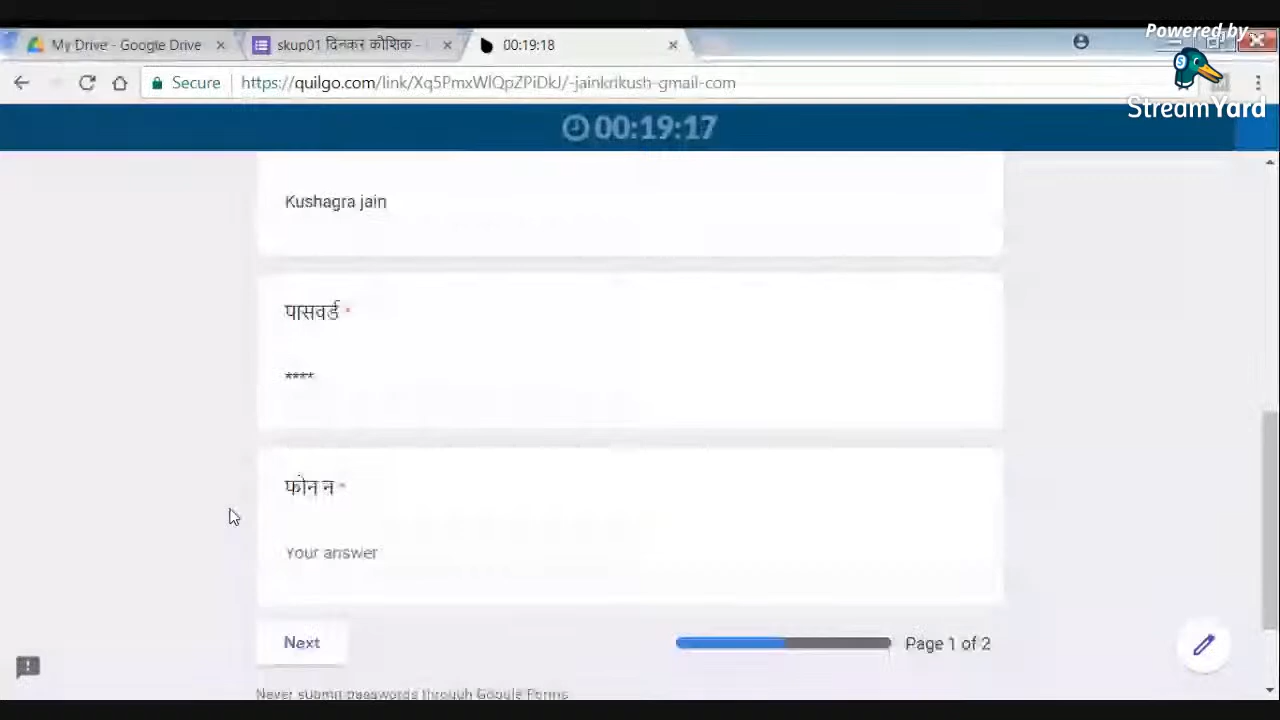 Powered by
My Drive - Google Drive
skup01 दिनकर कौशिक -
00:19:18
StreamYard
Secure
https://quilgo.com/link/Xq5PmxWlQpZPiDkJ/-jainkrikush-gmail-com
00:19:17
Kushagra jain
पासवर्ड *
****
फोन न *
Your answer
Next
Page 1 of 2
Never submit passwords through Google Forms